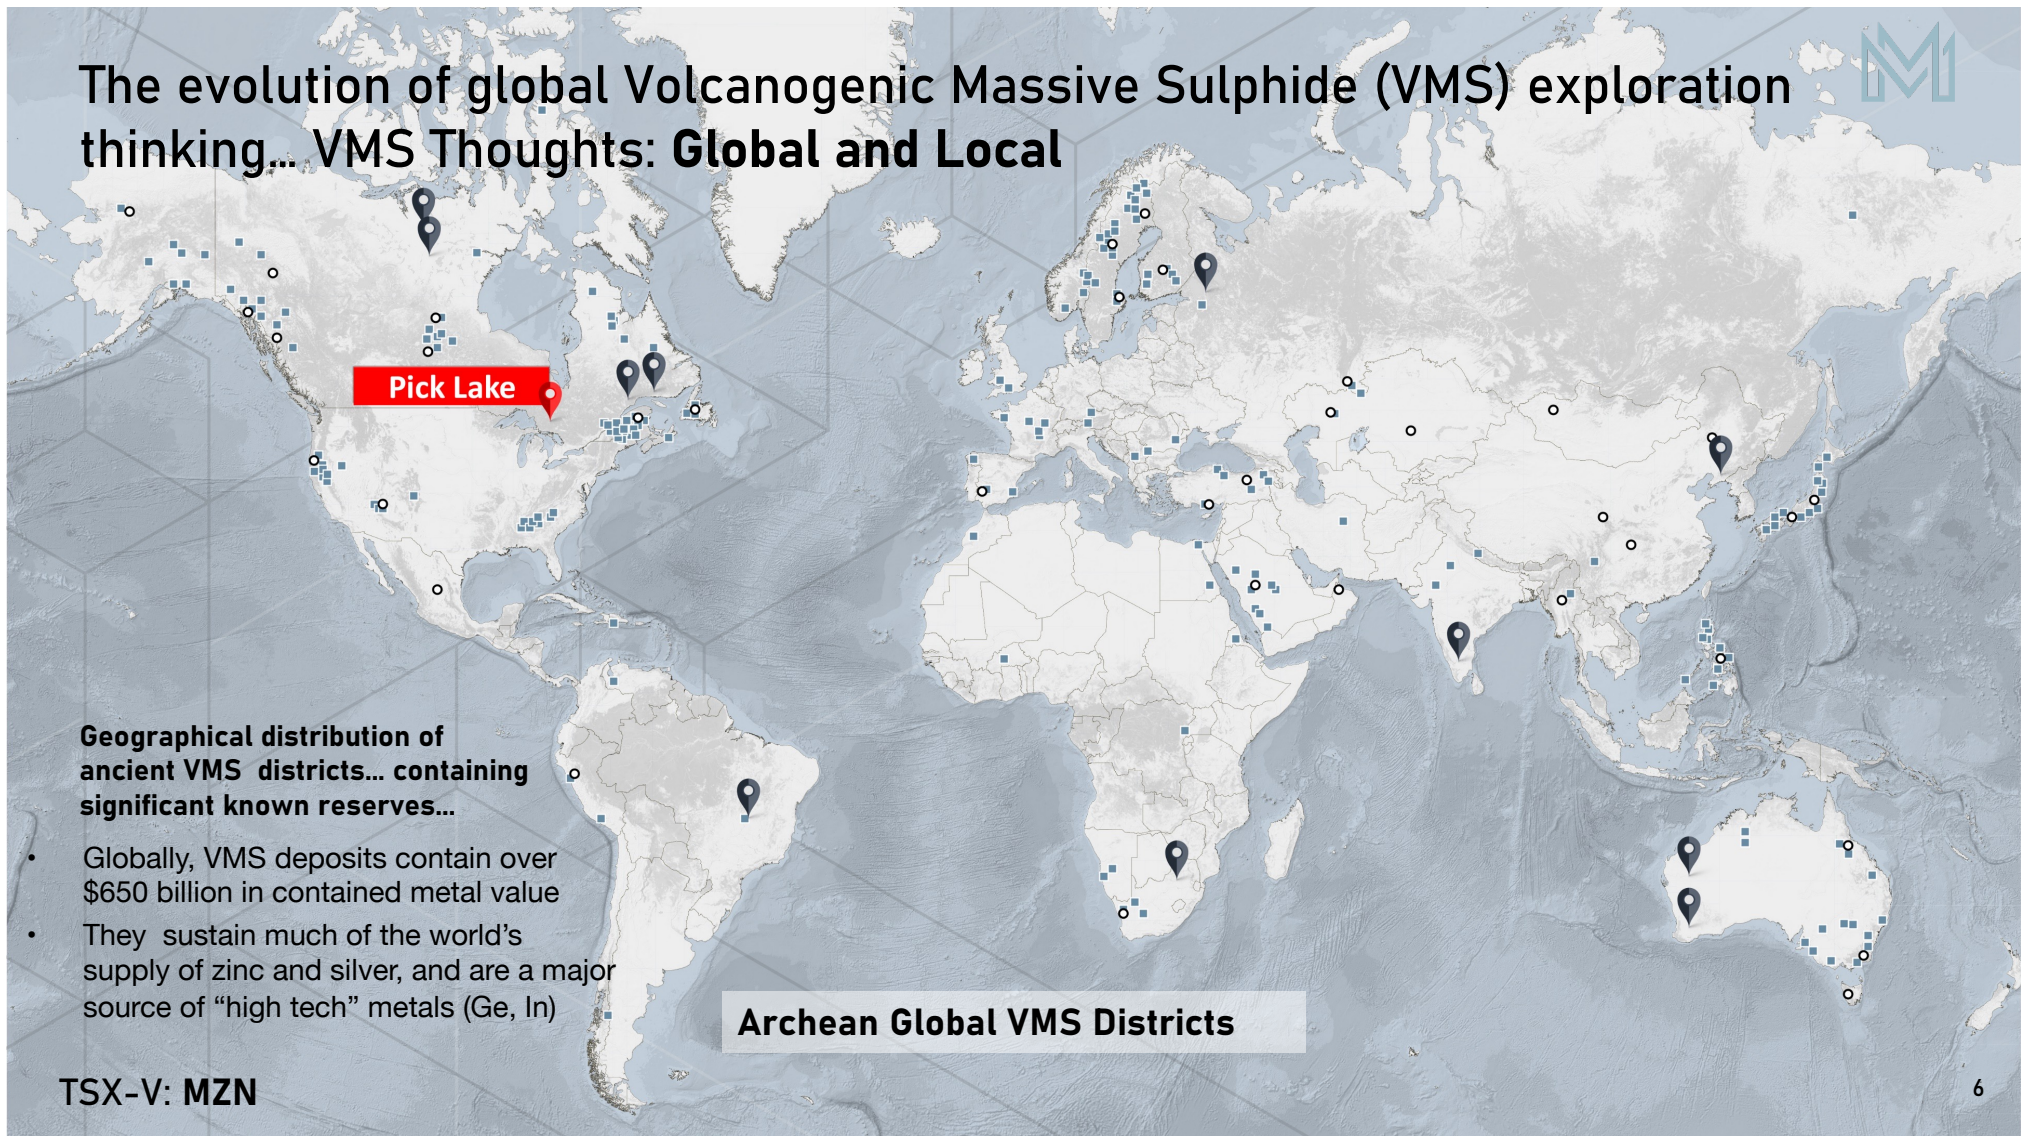 The evolution of global Volcanogenic Massive Sulphide (VMS) exploration
thinking... VMS Thoughts: Global and Local
Pick Lake
Geographical distribution of
ancient VMS districts... containing
significant known reserves...
• Globally, VMS deposits contain over
$650 billion in contained metal value
• They sustain much of the world's
supply of zinc and silver, and are a major
source of “high tech” metals (Ge, In)
Archean Global VMS Districts
TSX-V: MZN
6